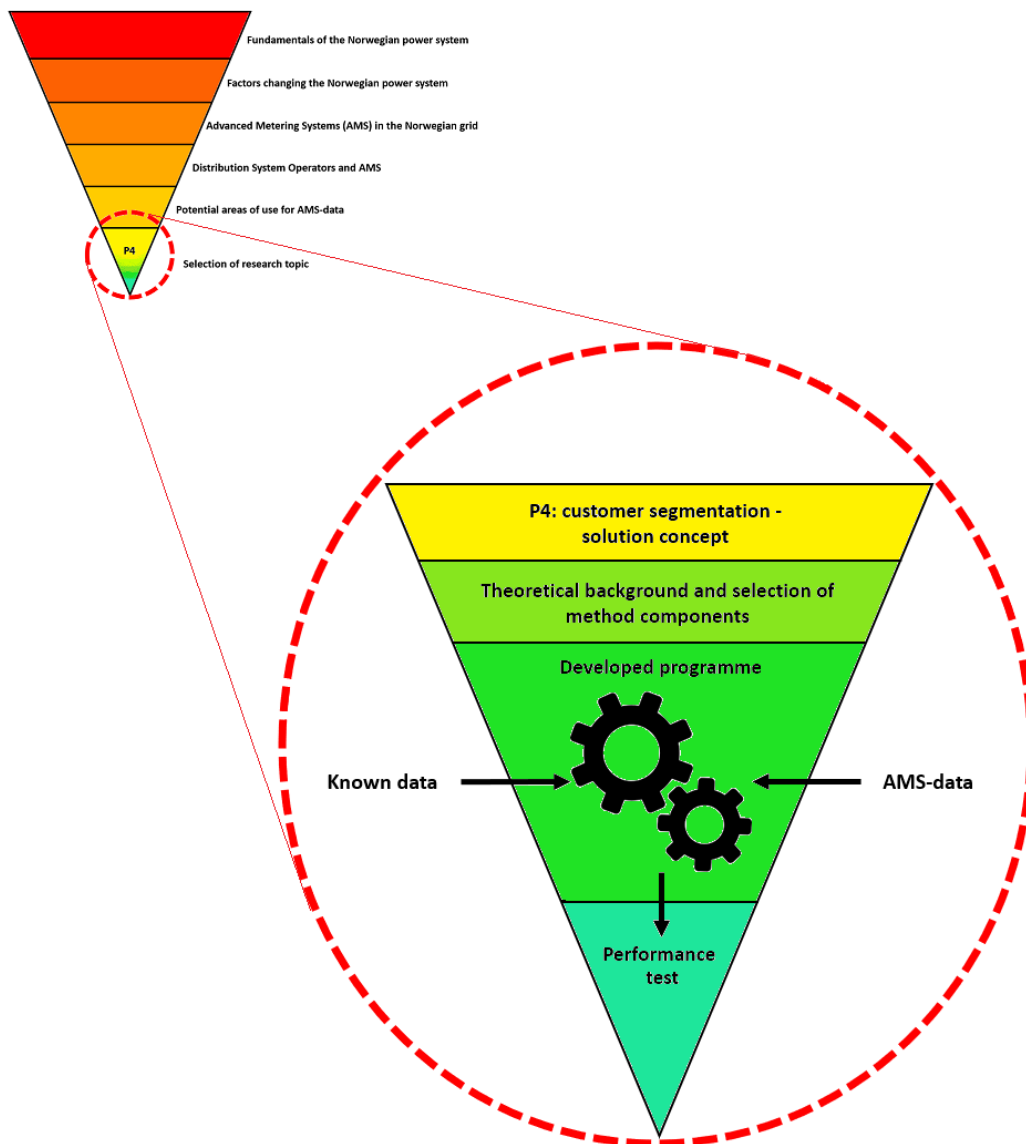 Fundamentals of the Norwegian power system
Factors changing the Norwegian power system
Advanced Metering Systems (AMS) in the Norwegian grid
Distribution System Operators and AMS
Potential areas of use for AMS-data
P4
Selection of research topic
P4: customer segmentation -
solution concept
Theoretical background and selection of
method components
Developed programme
Known data
AMS-data
Performance
test